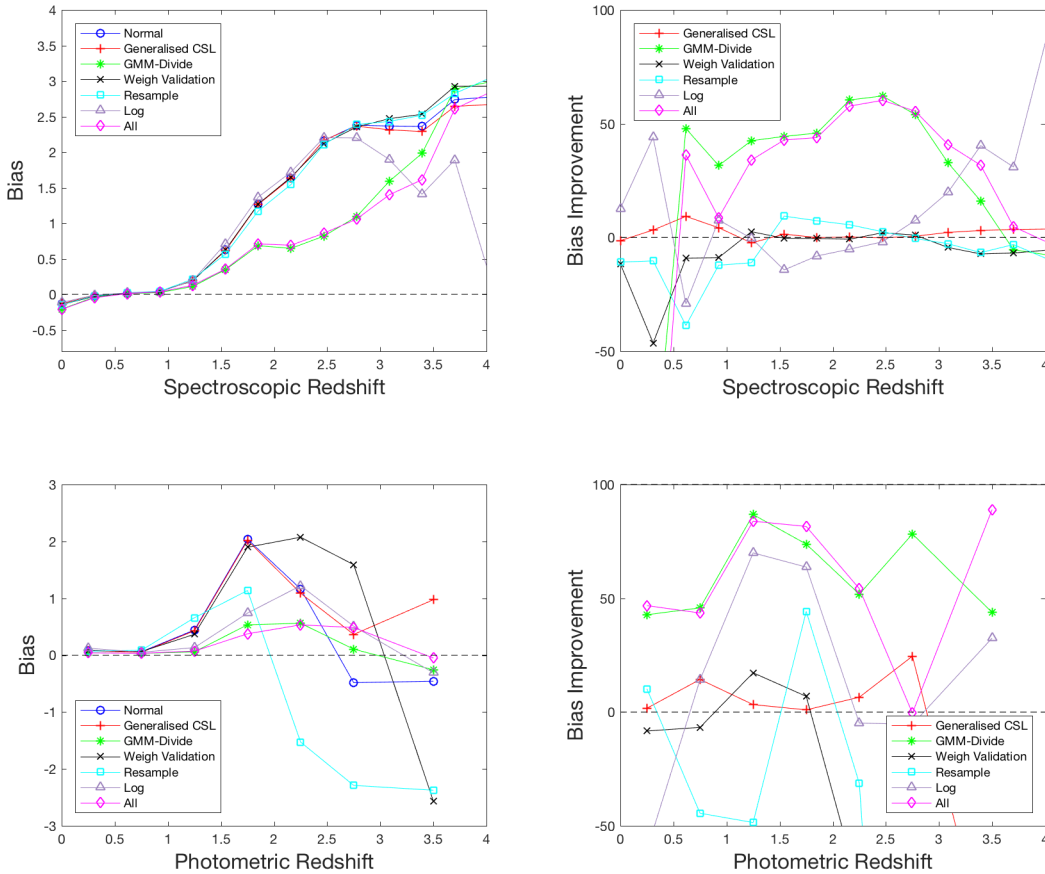 4
3.5
3
2.5
2
1.5
1
0.5
0
-0.5
Bias
Normal
Generalised CSL
GMM-Divide
Weigh Validation
Resample
Log
All
0 0.5 1 1.5 2 2.5 3 3.5 4
Spectroscopic Redshift
100
50
0
-50
Bias Improvement
Generalised CSL
GMM-Divide
Weigh Validation
Resample
Log
All
0 0.5 1 1.5 2 2.5 3 3.5 4
Spectroscopic Redshift
3
2
1
0
-1
-2
-3
Bias
Normal
Generalised CSL
GMM-Divide
Weigh Validation
Resample
Log
All
0 0.5 1 1.5 2 2.5 3 3.5 4
Photometric Redshift
100
50
0
-50
Bias Improvement
Generalised CSL
GMM-Divide
Weigh Validation
Resample
Log
All
0 0.5 1 1.5 2 2.5 3 3.5 4
Photometric Redshift